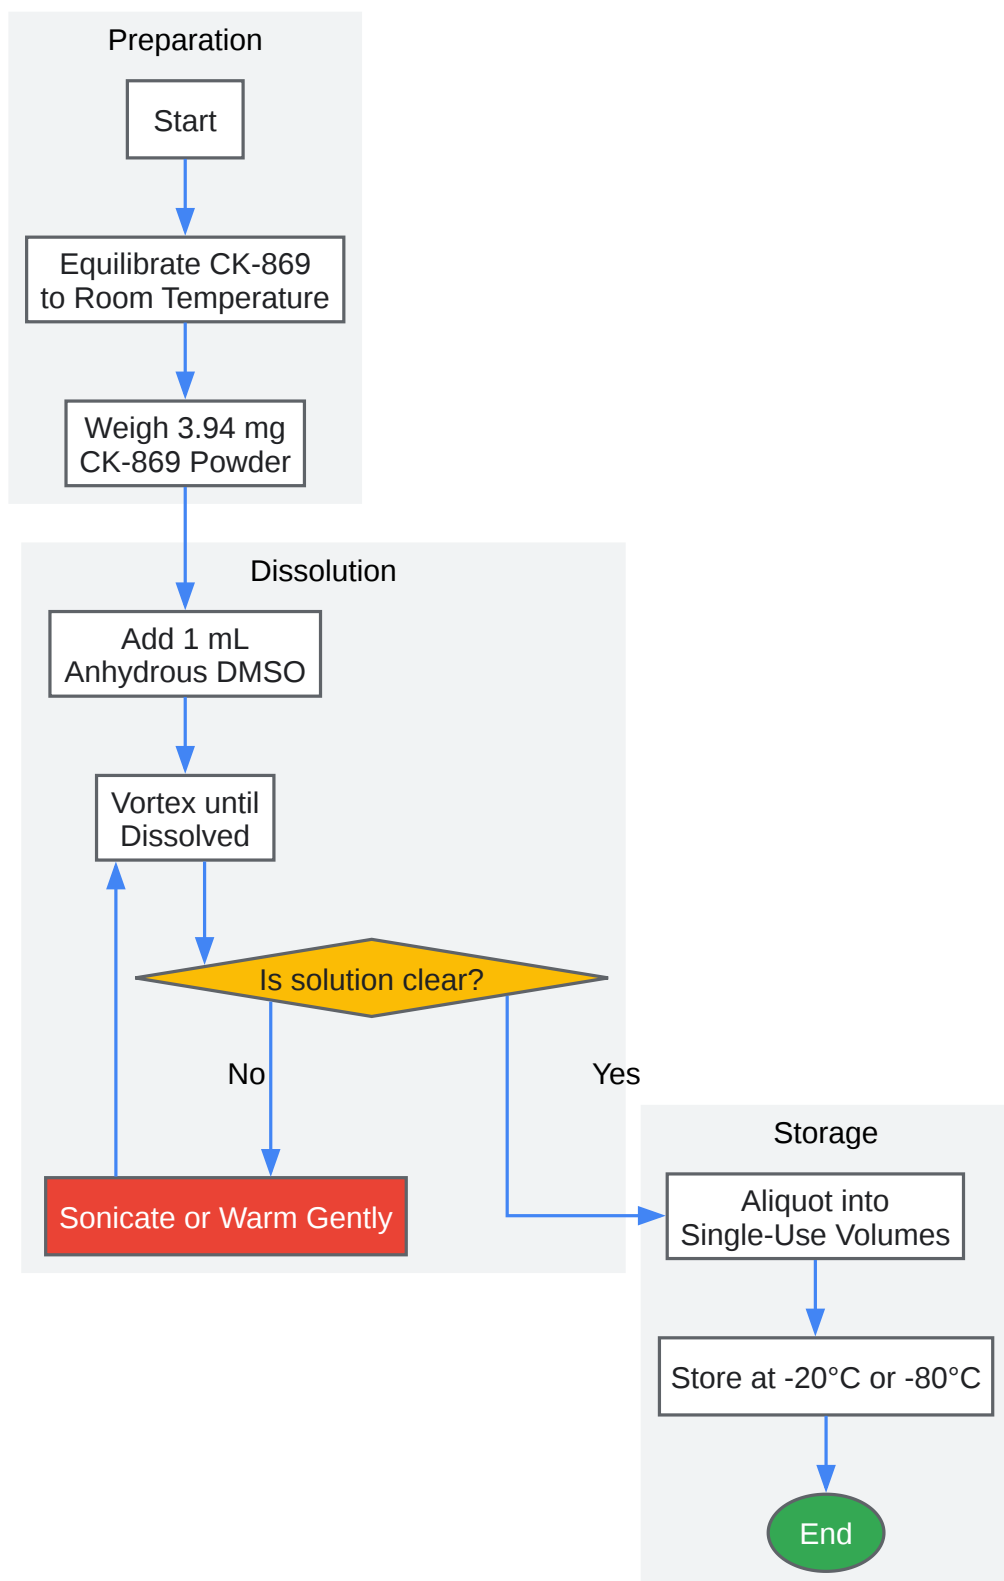 Preparation
Start
Equilibrate CK-869
to Room Temperature
Weigh 3.94 mg
CK-869 Powder
Dissolution
Add 1 mL
Anhydrous DMSO
Vortex until
Dissolved
Is solution clear?
No
Yes
Sonicate or Warm Gently
Storage
Aliquot into
Single-Use Volumes
Store at -20°C or -80°C
End